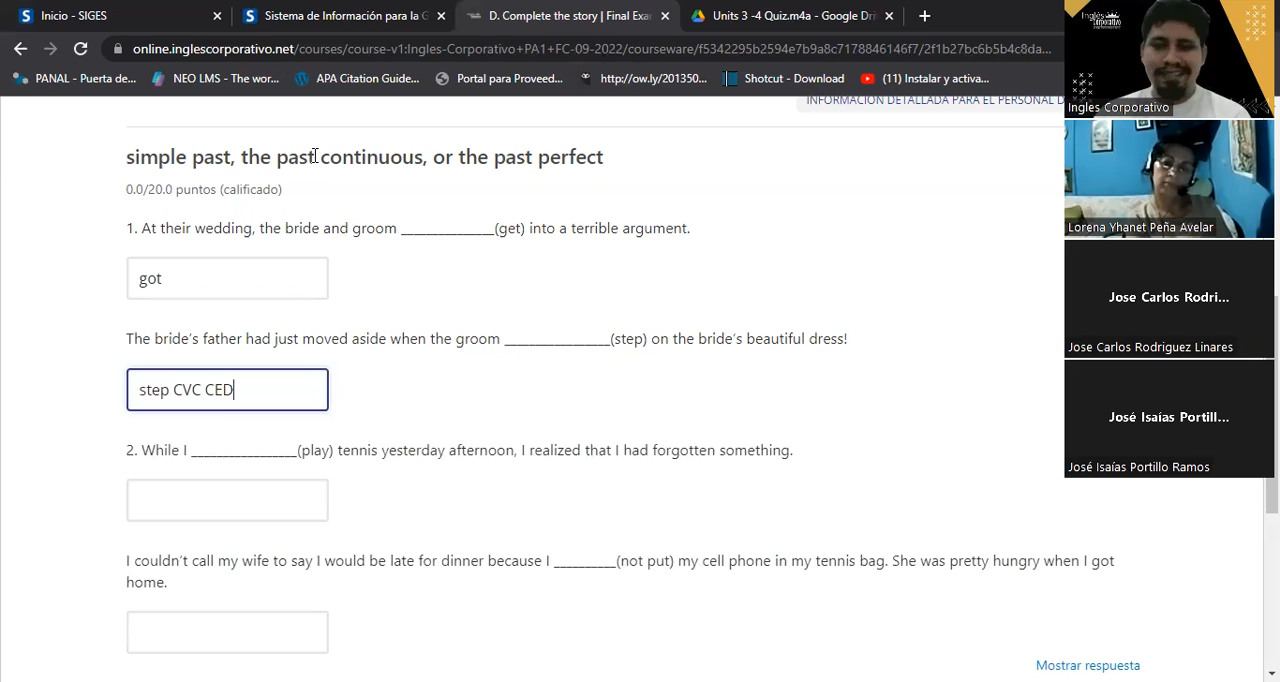 Inicio - SIGES
Sistema de Información para la G
D. Complete the story | Final Exa
Units 3 -4 Quiz.m4a - Google Dri
online.inglescorporativo.net/courses/course-v1:Ingles-Corporativo+PA1+FC-09-2022/courseware/f5342295b2594e7b9a8c7178846146f7/2f1b27bc6b5b4c8da...
PANAL - Puerta de...
NEO LMS - The wor...
APA Citation Guide...
Portal para Proveed...
http://ow.ly/201350...
Shotcut - Download
(11) Instalar y activa...
Inglés
Corporativo
Ingles Corporativo
INFORMACIÓN DETALLADA PARA EL PERSONAL D
simple past, the past continuous, or the past perfect
0.0/20.0 puntos (calificado)
1. At their wedding, the bride and groom _______________(get) into a terrible argument.
got
The bride's father had just moved aside when the groom _________________(step) on the bride's beautiful dress!
step CVC CED
2. While I _________________(play) tennis yesterday afternoon, I realized that I had forgotten something.
I couldn't call my wife to say I would be late for dinner because I __________(not put) my cell phone in my tennis bag. She was pretty hungry when I got
home.
Mostrar respuesta
Lorena Yhanet Peña Avelar
Jose Carlos Rodri...
Jose Carlos Rodriguez Linares
José Isaías Portill...
José Isaías Portillo Ramos